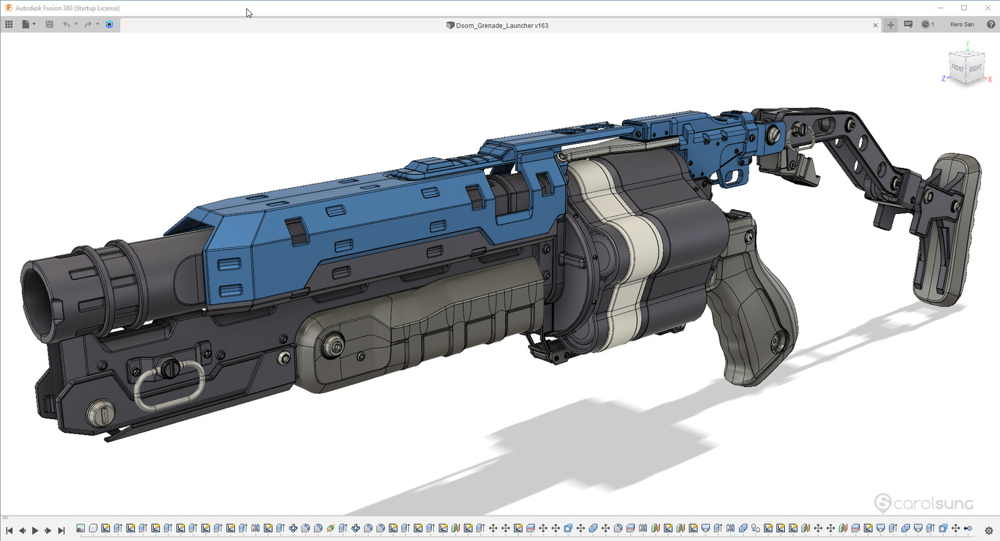 Autodesk Fusion 360 (Startup License)
Doom_Grenade_Launcher v163
1
Kero San
Y
FRONT
RIGHT
Z
X
carolsung